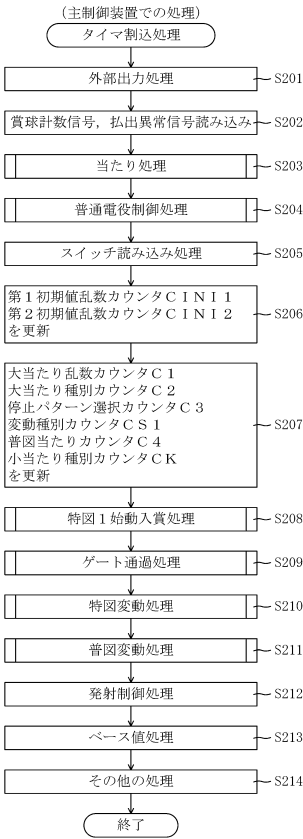 （主制御装置での処理）
タイマ割込処理
外部出力処理 S201
賞球計数信号，払出異常信号読み込み S202
当たり処理 S203
普通電役制御処理 S204
スイッチ読み込み処理 S205
第１初期値乱数カウンタＣＩＮＩ１
第２初期値乱数カウンタＣＩＮＩ２
を更新
S206
大当たり乱数カウンタＣ１
大当たり種別カウンタＣ２
停止パターン選択カウンタＣ３
変動種別カウンタＣＳ１
普図当たりカウンタＣ４
小当たり種別カウンタＣＫ
を更新
S207
特図１始動入賞処理 S208
ゲート通過処理 S209
特図変動処理 S210
普図変動処理 S211
発射制御処理 S212
ベース値処理 S213
その他の処理 S214
終了